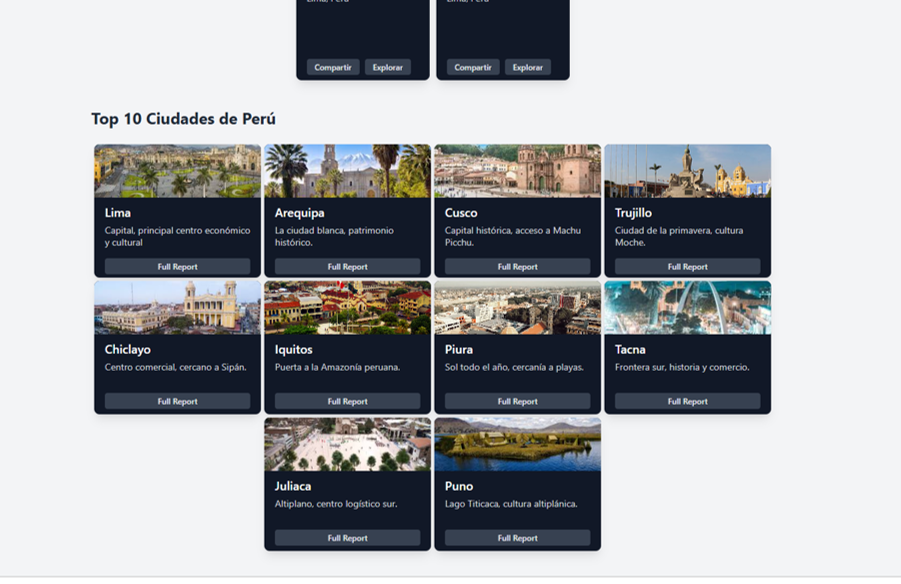 Lima, Perú
Lima, Perú
Compartir
Explorar
Compartir
Explorar
Top 10 Ciudades de Perú
Lima
Capital, principal centro económico
y cultural
Full Report
Arequipa
La ciudad blanca, patrimonio
histórico.
Full Report
Cusco
Capital histórica, acceso a Machu
Picchu.
Full Report
Trujillo
Ciudad de la primavera, cultura
Moche.
Full Report
Chiclayo
Centro comercial, cercano a Sipán.
Full Report
Iquitos
Puerta a la Amazonía peruana.
Full Report
Piura
Sol todo el año, cercanía a playas.
Full Report
Tacna
Frontera sur, historia y comercio.
Full Report
Juliaca
Altiplano, centro logístico sur.
Full Report
Puno
Lago Titicaca, cultura altiplánica.
Full Report